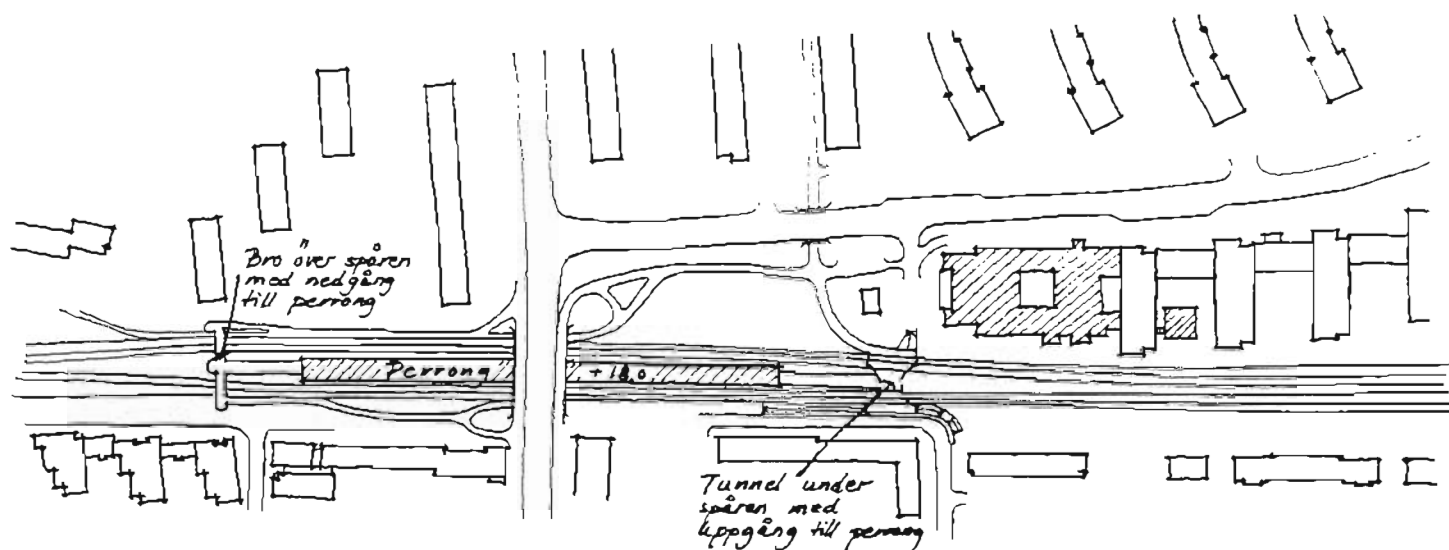 Bro över spåren
med nedgång
till perrong
Perrong
+18.0
Tunnel under
spåren med
uppgång till perrong